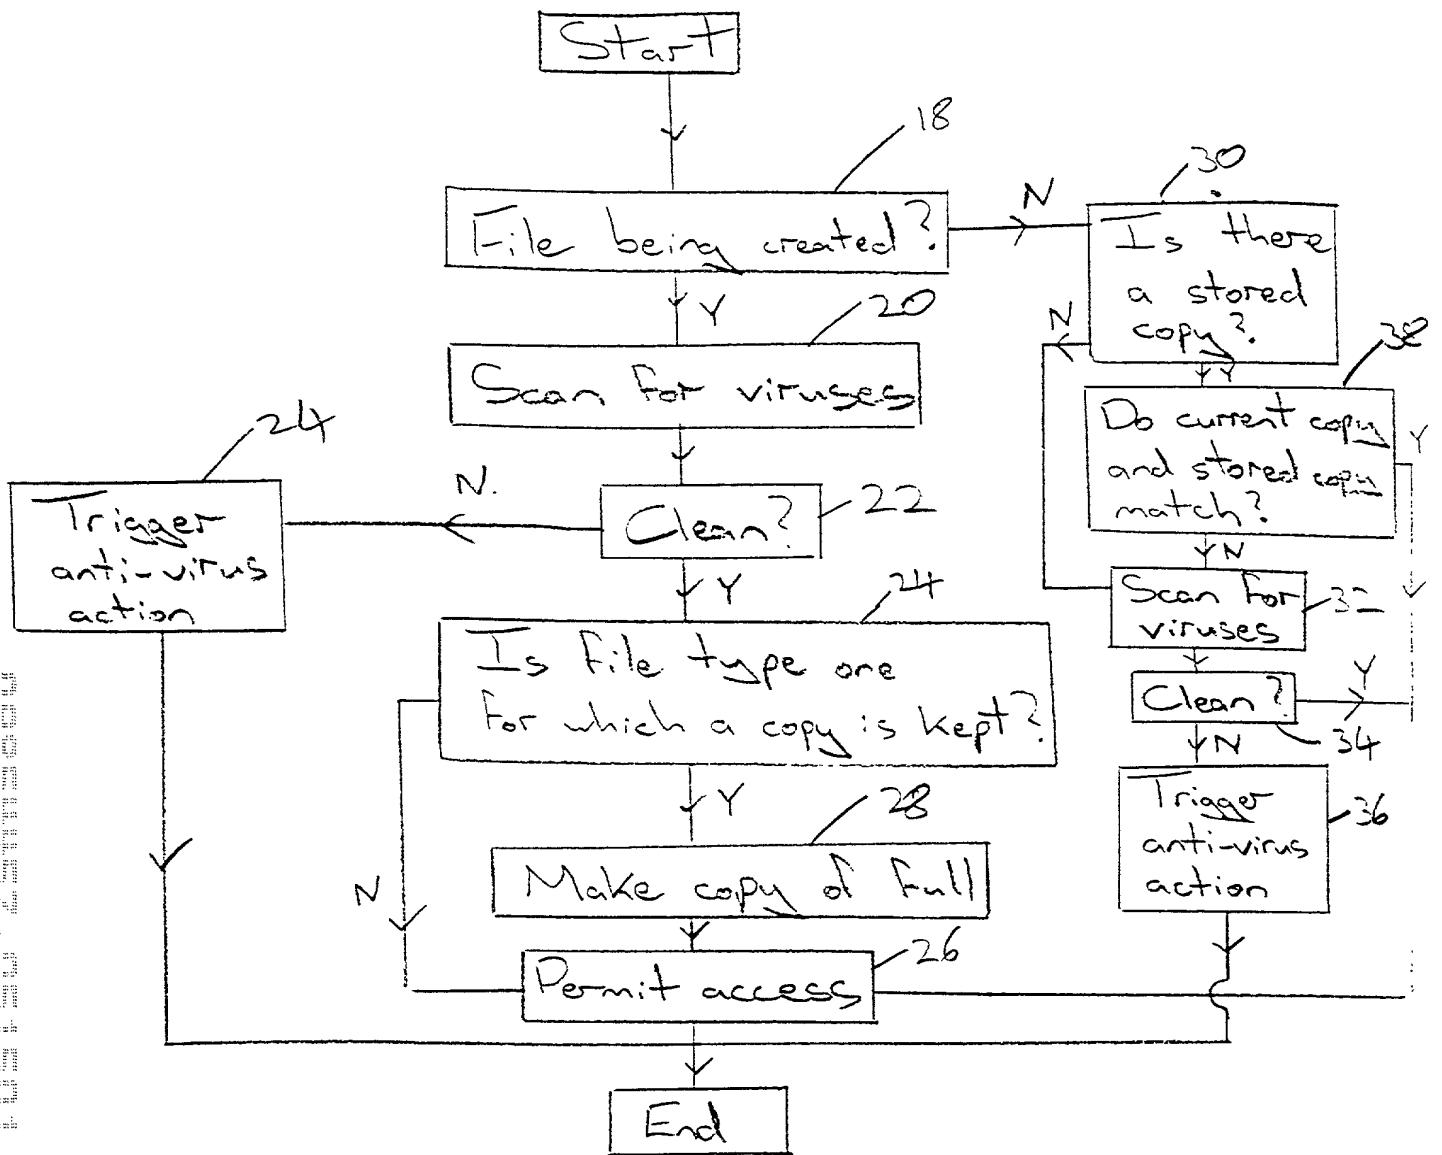 Start
18
File being created?
N
Y
30
Is there
a stored
copy?
N
Y
20
Scan for viruses
38
Do current copy
and stored copy
match?
Y
N
24
Trigger
anti-virus
action
N.
Clean?
22
Y
Scan for
viruses
32
24
Is file type one
for which a copy is kept?
Clean?
Y
34
N
Y
N
28
Make copy of full
Trigger
anti-virus
action
36
26
Permit access
End